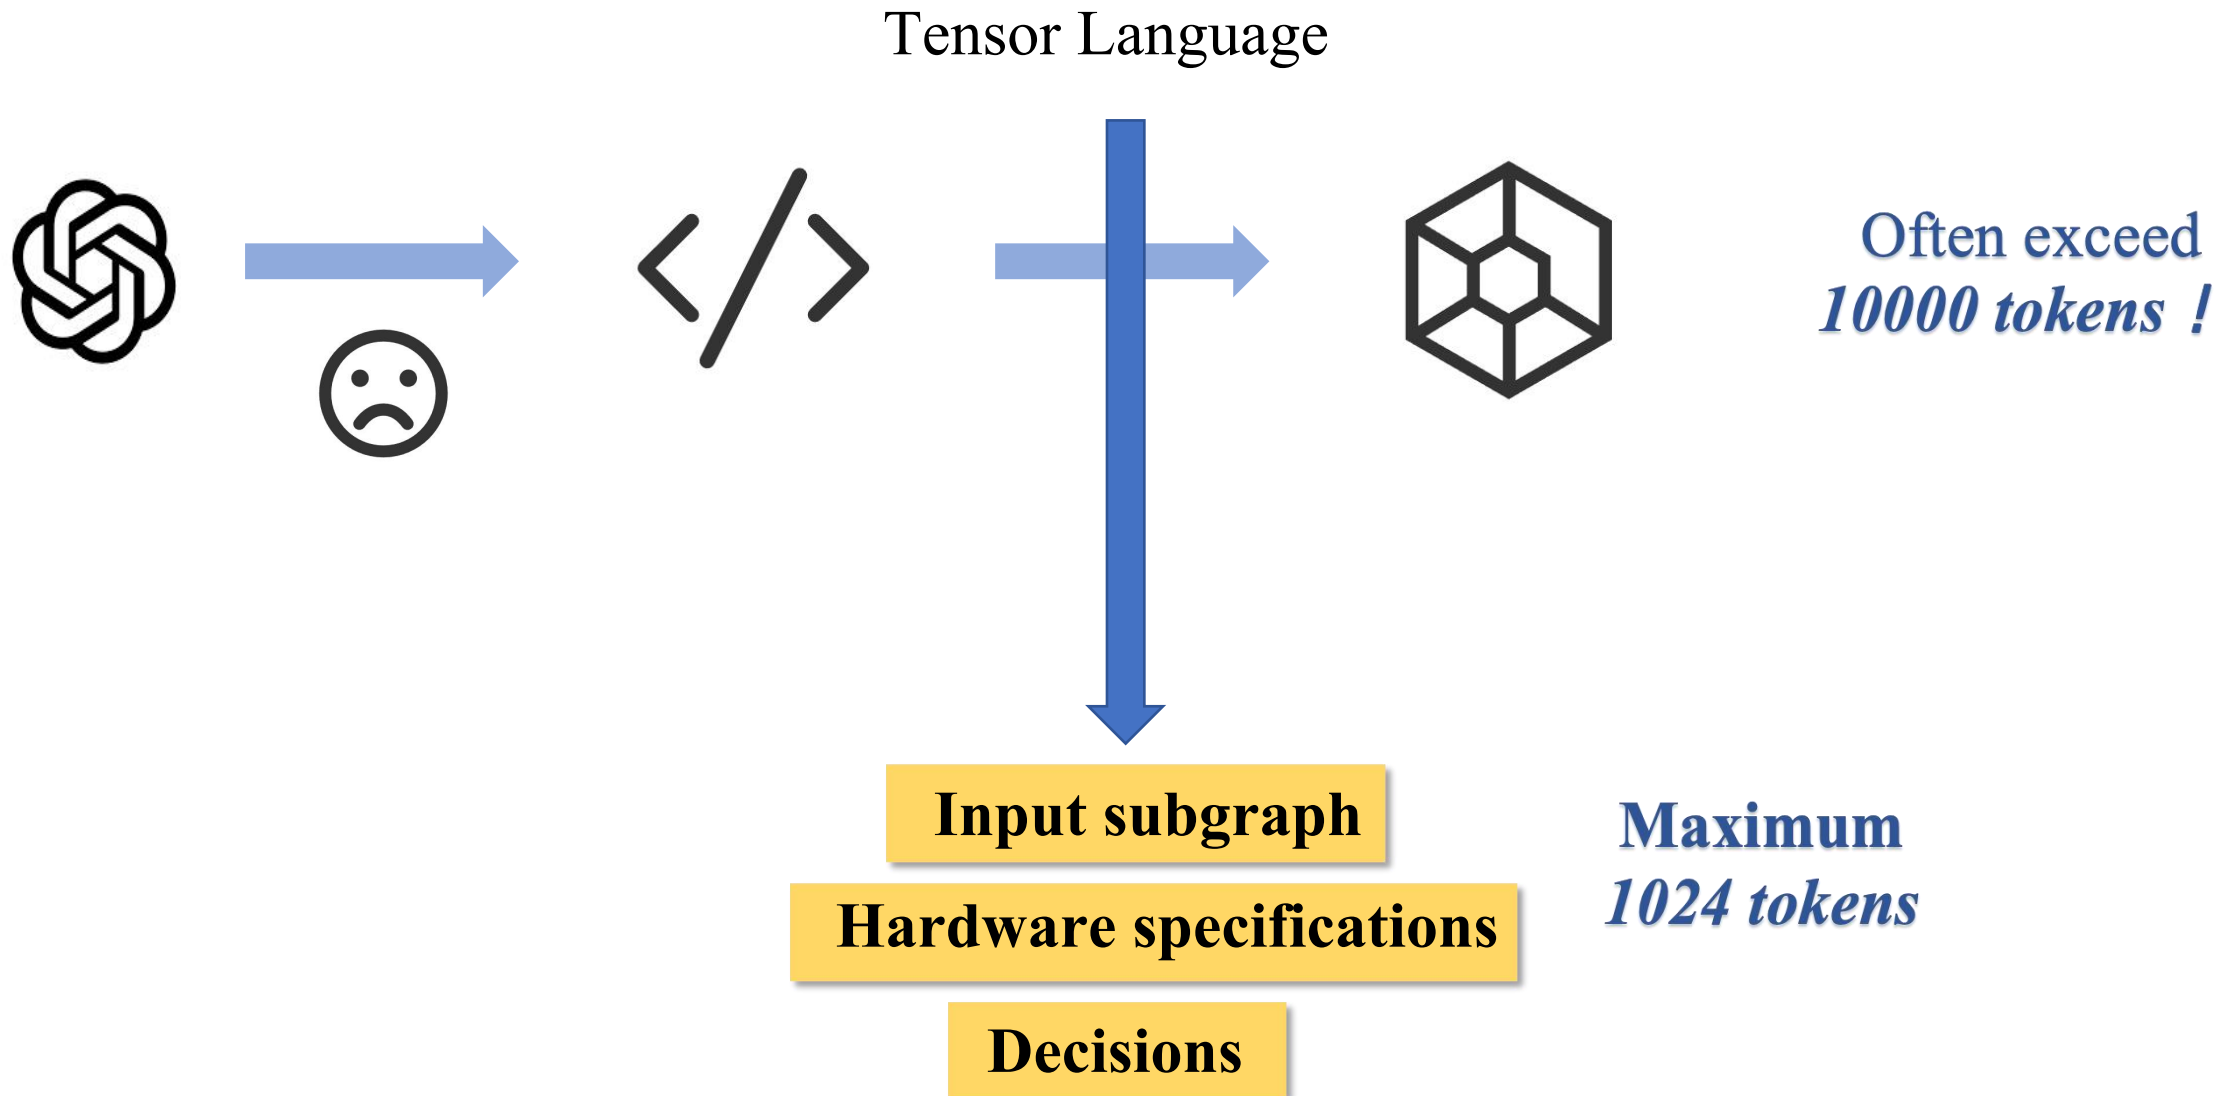 Tensor Language
Often exceed
10000 tokens！
Input subgraph
Maximum
1024 tokens
Hardware specifications
Decisions